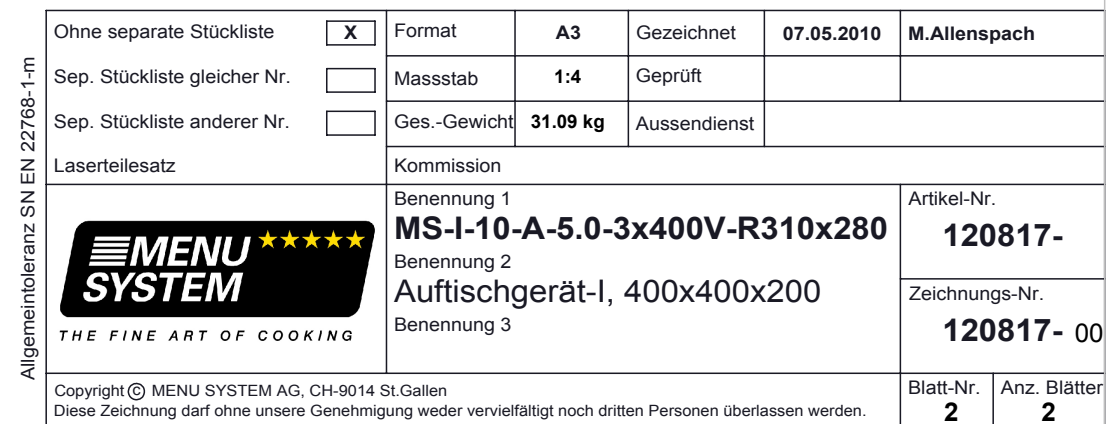 Ohne separate Stückliste X Format A3 Gezeichnet 07.05.2010 M.Allenspach
Sep. Stückliste gleicher Nr. Massstab 1:4 Geprüft
Sep. Stückliste anderer Nr. Ges.-Gewicht 31.09 kg Aussendienst
Laserteilesatz Kommission
Allgemeintoleranz SN EN 22768-1-m
MENU
SYSTEM
THE FINE ART OF COOKING
Benennung 1
MS-I-10-A-5.0-3x400V-R310x280
Benennung 2
Auftischgerät-I, 400x400x200
Benennung 3
Artikel-Nr.
120817-
Zeichnungs-Nr.
120817- 00
Copyright © MENU SYSTEM AG, CH-9014 St.Gallen
Diese Zeichnung darf ohne unsere Genehmigung weder vervielfältigt noch dritten Personen überlassen werden.
Blatt-Nr. Anz. Blätter
2 2